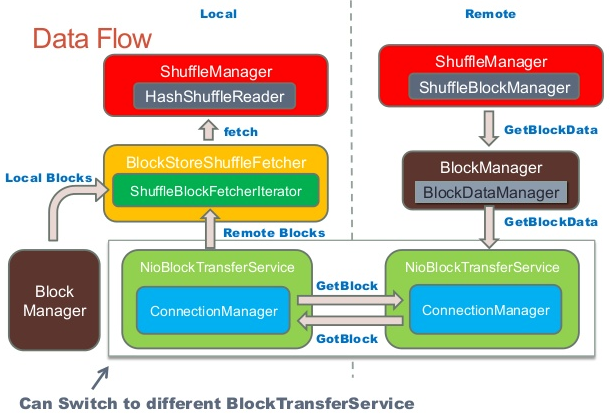 Local
Remote
Data Flow
ShuffleManager
HashShuffleReader
ShuffleManager
ShuffleBlockManager
fetch
GetBlockData
BlockStoreShuffleFetcher
ShuffleBlockFetcherIterator
BlockManager
BlockDataManager
Local Blocks
Remote Blocks
GetBlockData
Block
Manager
NioBlockTransferService
ConnectionManager
GetBlock
GotBlock
NioBlockTransferService
ConnectionManager
Can Switch to different BlockTransferService